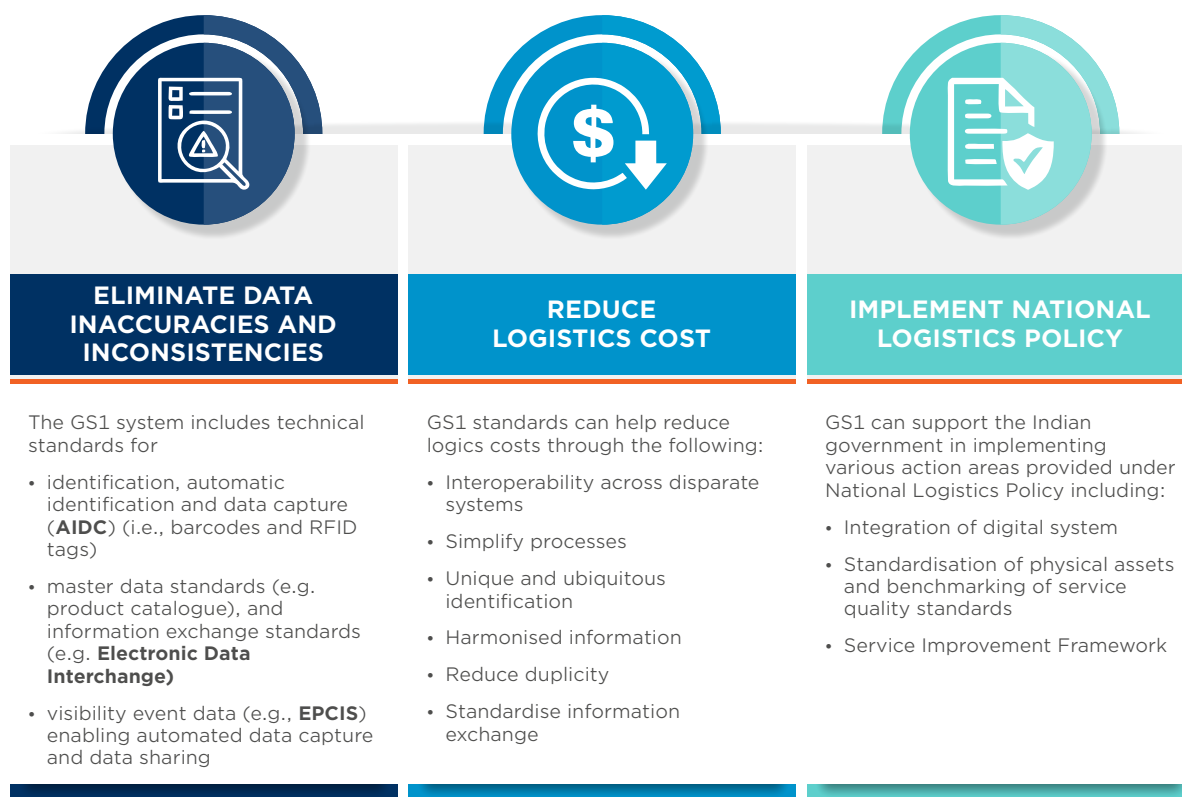 ELIMINATE DATA
INACCURACIES AND
INCONSISTENCIES
The GS1 system includes technical
standards for
• identification, automatic
identification and data capture
(AIDC) (i.e., barcodes and RFID
tags)
• master data standards (e.g.
product catalogue), and
information exchange standards
(e.g. Electronic Data
Interchange)
• visibility event data (e.g., EPCIS)
enabling automated data capture
and data sharing
$
REDUCE
LOGISTICS COST
GS1 standards can help reduce
logics costs through the following:
• Interoperability across disparate
systems
• Simplify processes
• Unique and ubiquitous
identification
• Harmonised information
• Reduce duplicity
• Standardise information
exchange
IMPLEMENT NATIONAL
LOGISTICS POLICY
GS1 can support the Indian
government in implementing
various action areas provided under
National Logistics Policy including:
• Integration of digital system
• Standardisation of physical assets
and benchmarking of service
quality standards
• Service Improvement Framework